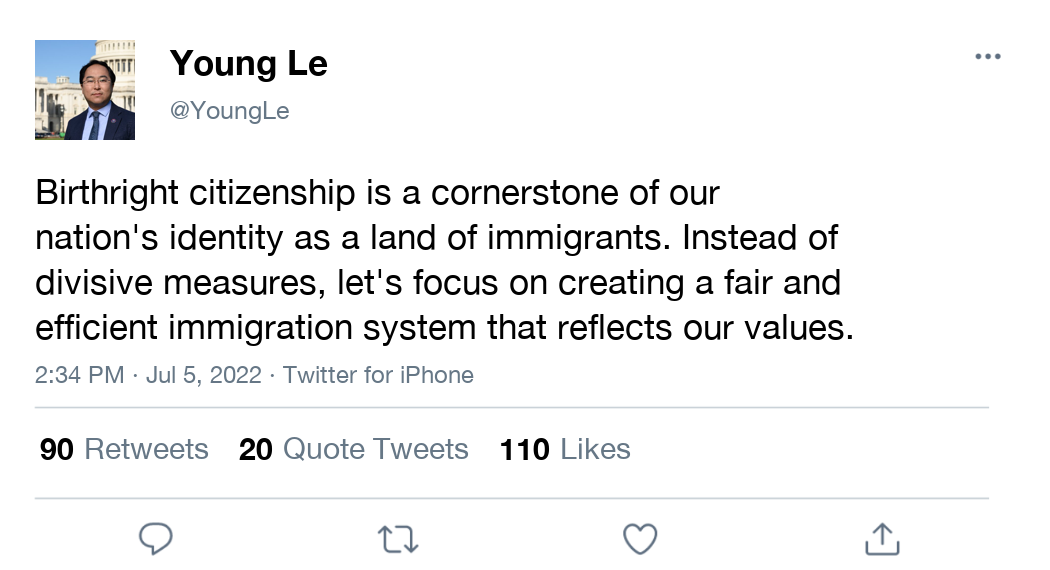 Young Le
@YoungLe
Birthright citizenship is a cornerstone of our
nation's identity as a land of immigrants. Instead of
divisive measures, let's focus on creating a fair and
efficient immigration system that reflects our values.
2:34 PM · Jul 5, 2022 · Twitter for iPhone
90 Retweets 20 Quote Tweets 110 Likes